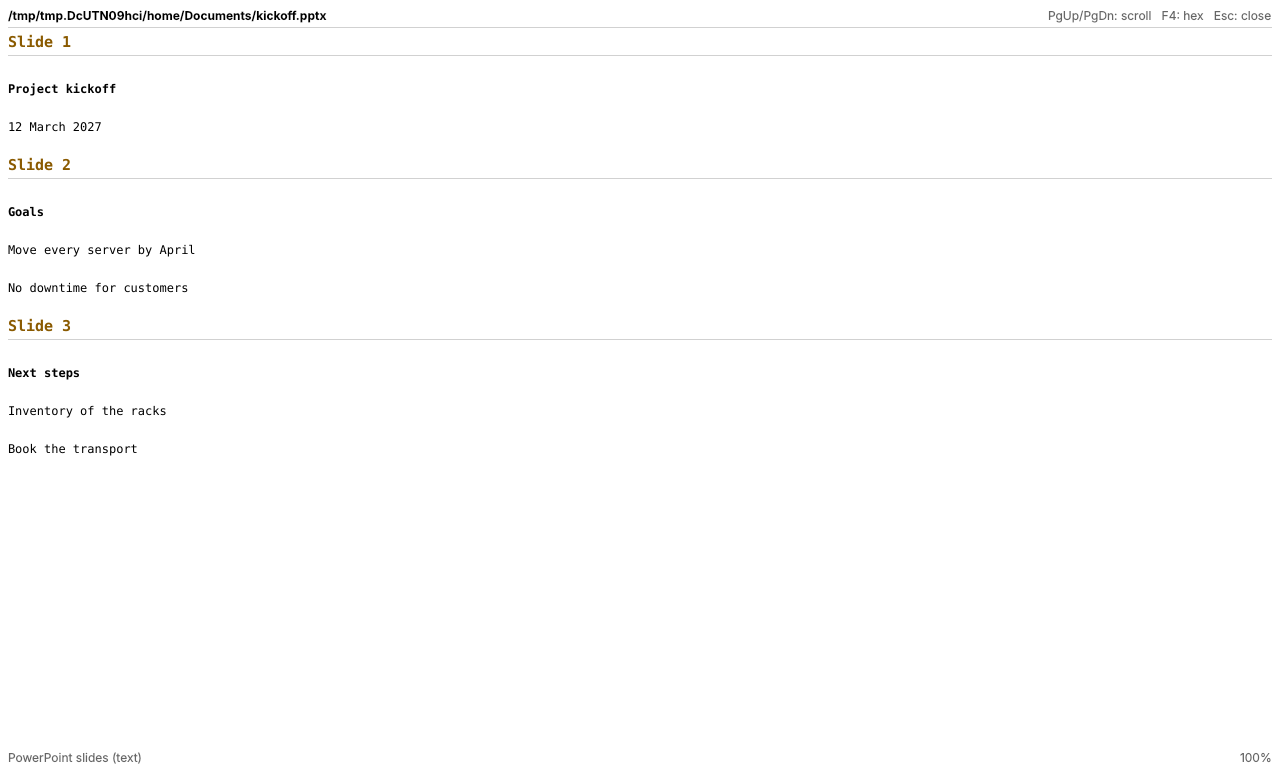 /tmp/tmp.DcUTN09hci/home/Documents/kickoff.pptx PgUp/PgDn: scroll F4: hex Esc: close
Slide 1
Project kickoff
12 March 2027
Slide 2
Goals
Move every server by April
No downtime for customers
Slide 3
Next steps
Inventory of the racks
Book the transport
PowerPoint slides (text) 100%